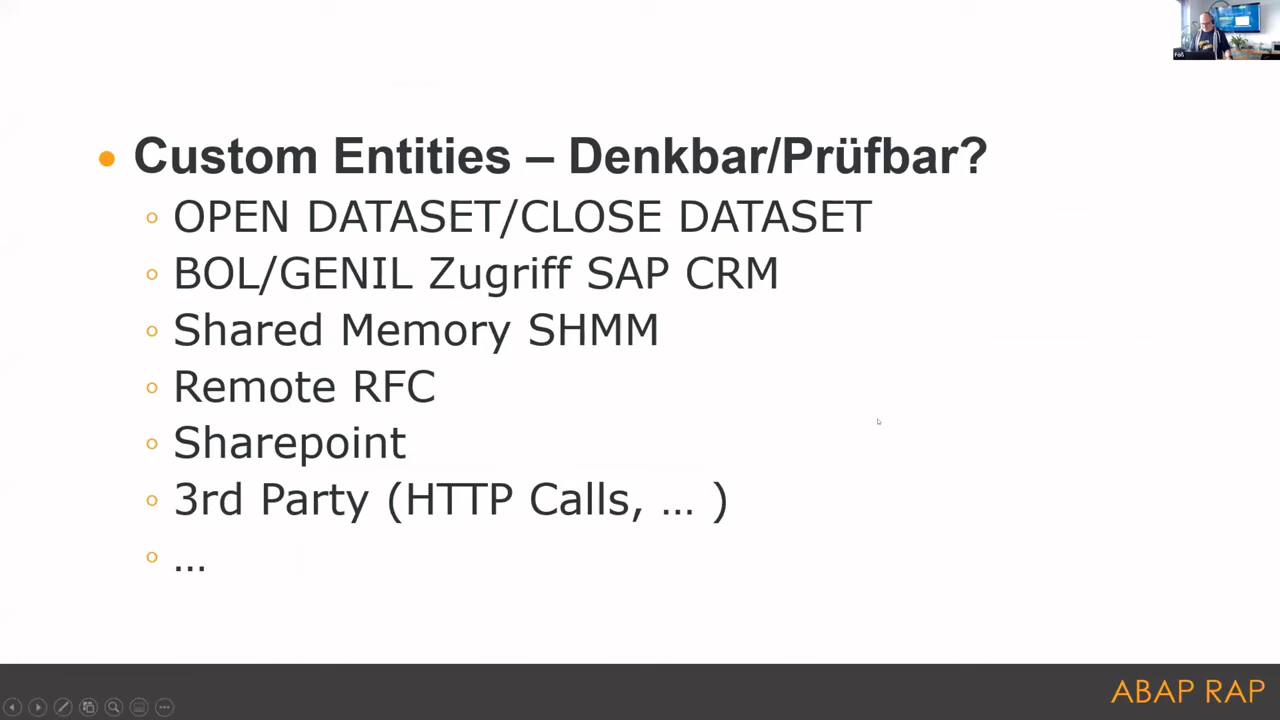 Custom Entities – Denkbar/Prüfbar?
OPEN DATASET/CLOSE DATASET
BOL/GENIL Zugriff SAP CRM
Shared Memory SHMM
Remote RFC
Sharepoint
3rd Party (HTTP Calls, … )
…
ABAP RAP